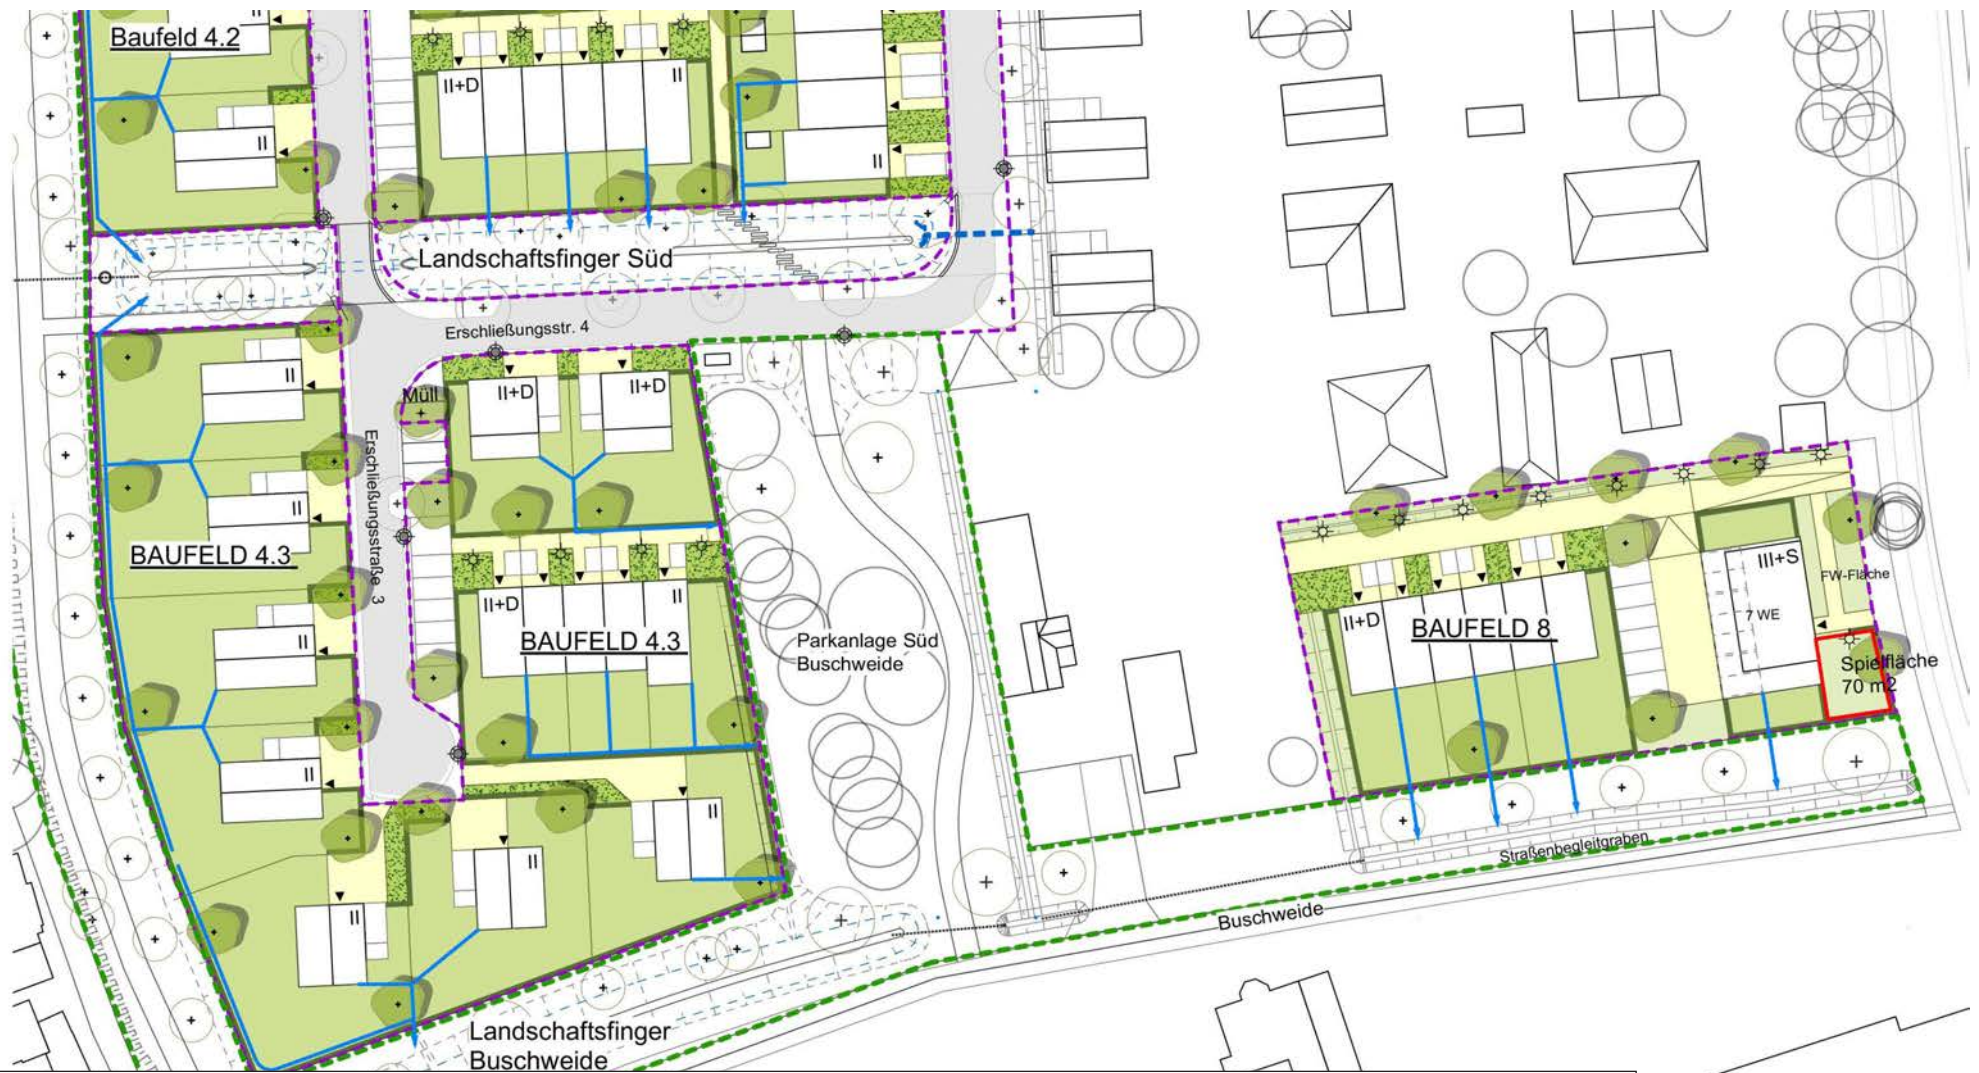 Baufeld 4.2
II
II
II+D
II
II
Landschaftsfinger Süd
Erschließungsstr. 4
II
Müll
II+D
II+D
Erschließungsstraße 3
II
BAUFELD 4.3
II+D
II
BAUFELD 4.3
II
II
II
II
II
Parkanlage Süd
Buschweide
II+D
BAUFELD 8
III+S
7 WE
FW-Fläche
Spielfläche
70 m2
Straßenbegleitgraben
Buschweide
Landschaftsfinger
Buschweide